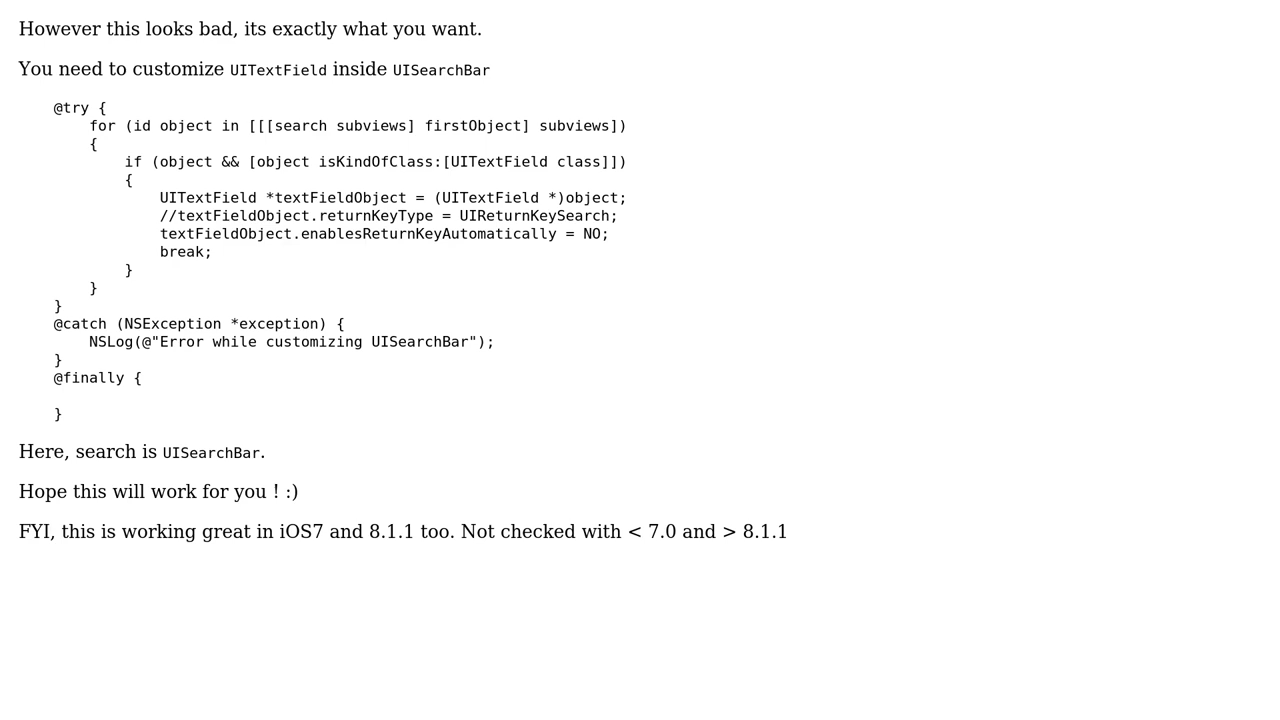 However this looks bad, its exactly what you want.
You need to customize UITextField inside UISearchBar
@try {
    for (id object in [[[search subviews] firstObject] subviews])
    {
        if (object && [object isKindOfClass:[UITextField class]])
        {
            UITextField *textFieldObject = (UITextField *)object;
            //textFieldObject.returnKeyType = UIReturnKeySearch;
            textFieldObject.enablesReturnKeyAutomatically = NO;
            break;
        }
    }
}
@catch (NSException *exception) {
    NSLog(@"Error while customizing UISearchBar");
}
@finally {

}
Here, search is UISearchBar.
Hope this will work for you ! :)
FYI, this is working great in iOS7 and 8.1.1 too. Not checked with < 7.0 and > 8.1.1